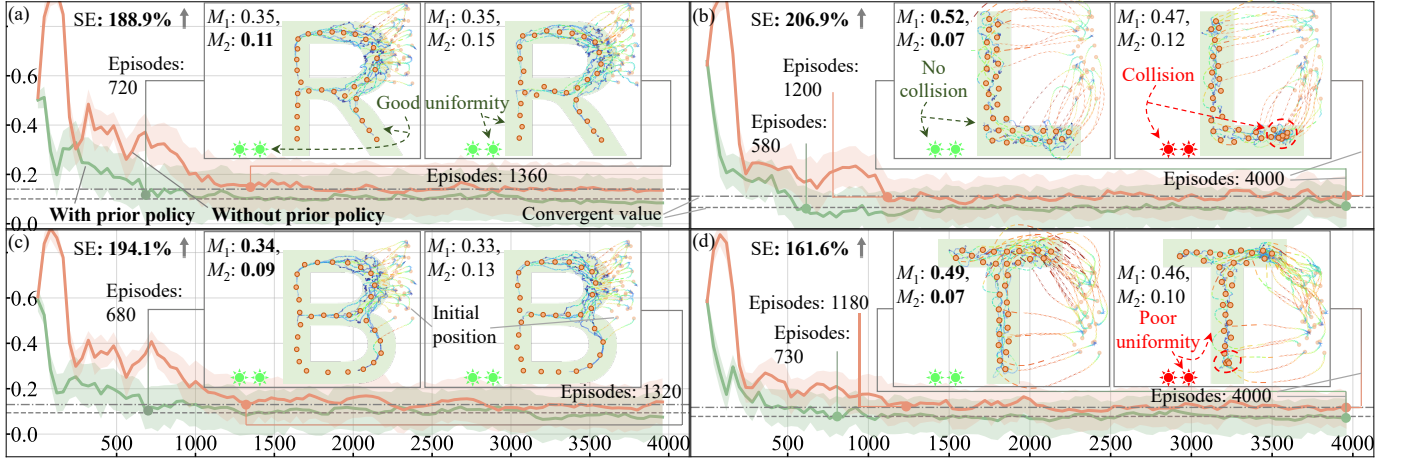 (a)
SE: 188.9%
M1: 0.35,
M2: 0.11
M1: 0.35,
M2: 0.15
Episodes:
720
Good uniformity
Episodes: 1360
With prior policy
Without prior policy
Convergent value
0.8
0.6
0.4
0.2
0.0
(b)
SE: 206.9%
M1: 0.52,
M2: 0.07
M1: 0.47,
M2: 0.12
Episodes:
1200
Episodes:
580
No
collision
Collision
Episodes: 4000
(c)
SE: 194.1%
M1: 0.34,
M2: 0.09
M1: 0.33,
M2: 0.13
Episodes:
680
Initial
position
Episodes: 1320
0.8
0.6
0.4
0.2
0.0
500
1000
1500
2000
2500
3000
3500
4000
(d)
SE: 161.6%
M1: 0.49,
M2: 0.07
M1: 0.46,
M2: 0.10
Episodes: 1180
Episodes:
730
Poor
uniformity
Episodes: 4000
500
1000
1500
2000
2500
3000
3500
4000